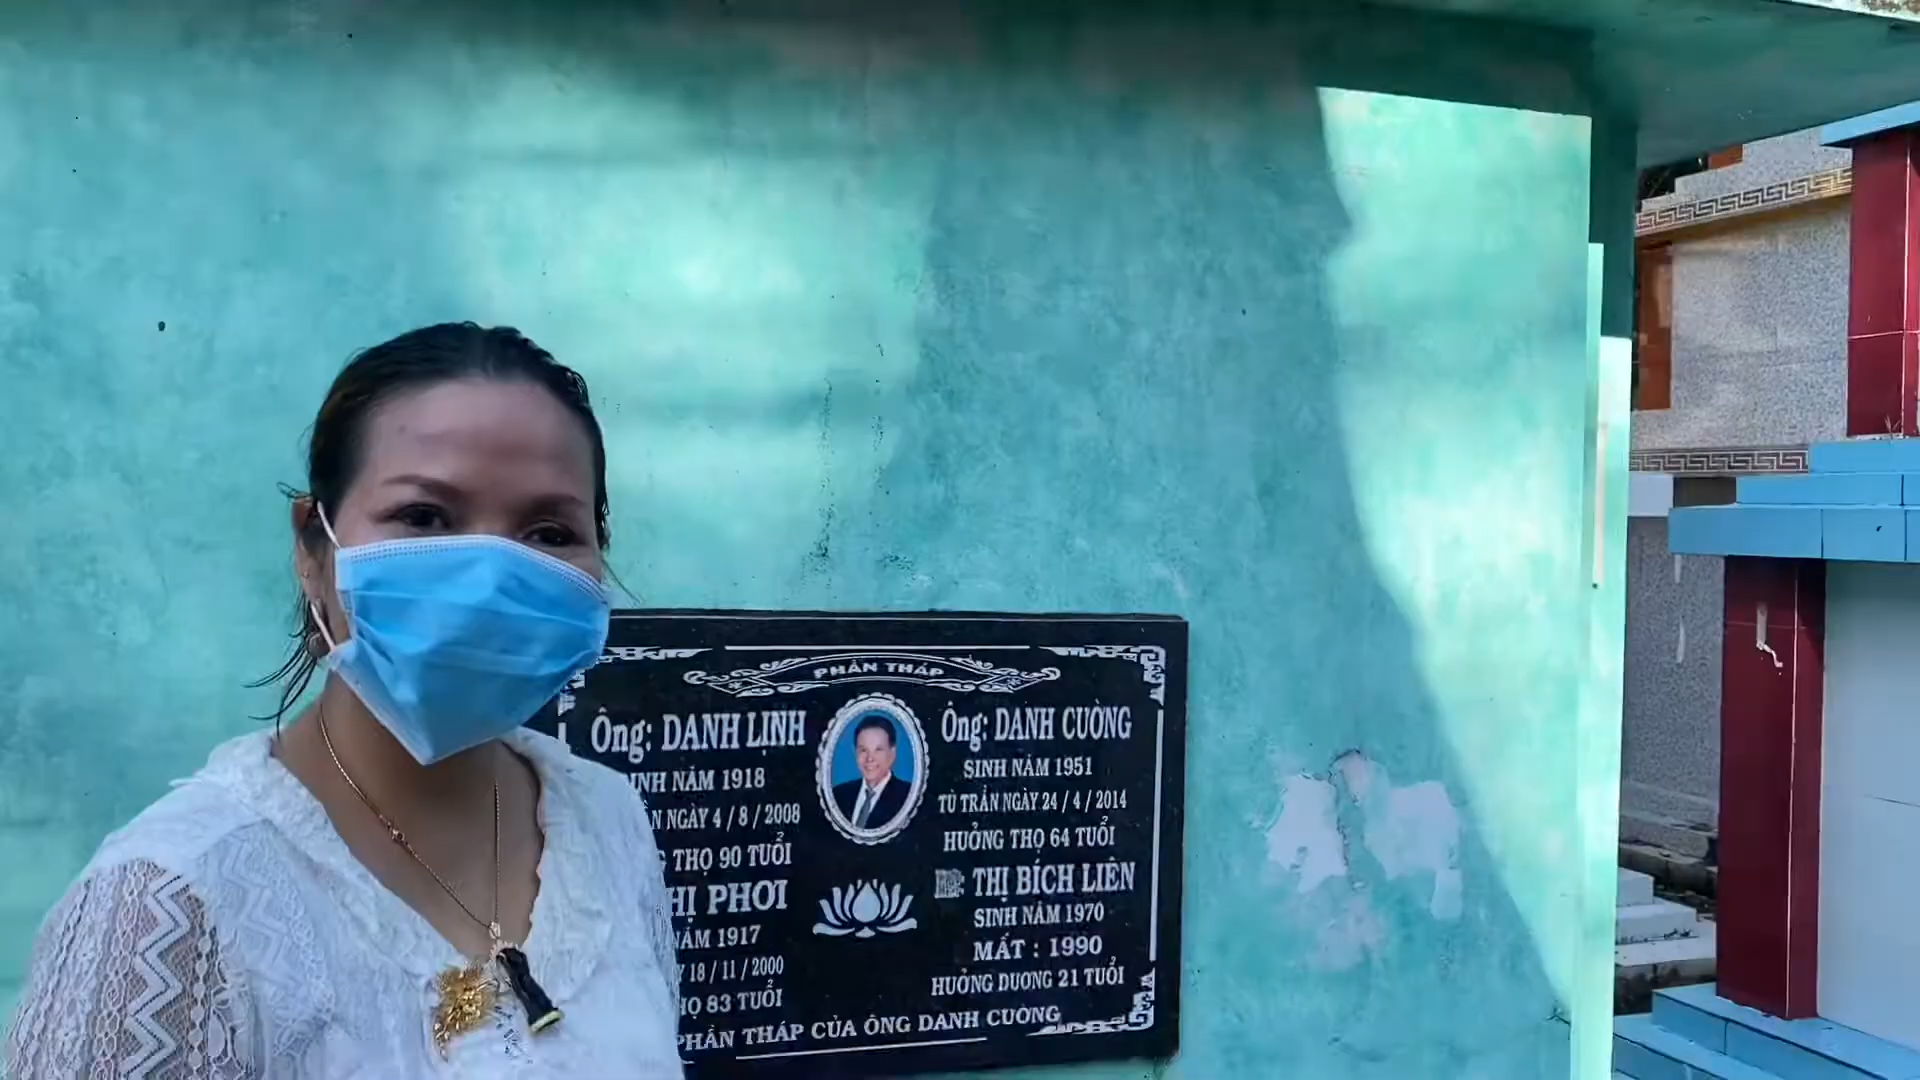 PHẦN THÁP
Ông: DANH LỊNH
INH NĂM 1918
N NGÀY 4 / 8 / 2008
THỌ 90 TUỔI
HỊ PHOI
NĂM 1917
18 / 11 / 2000
HỌ 83 TUỔI
Ông: DANH CƯỜNG
SINH NĂM 1951
TỪ TRẦN NGÀY 24 / 4 / 2014
HƯỞNG THỌ 64 TUỔI
THỊ BÍCH LIÊN
SINH NĂM 1970
MẤT : 1990
HƯỞNG DƯƠNG 21 TUỔI
PHẦN THÁP CỦA ÔNG DANH CƯỜNG